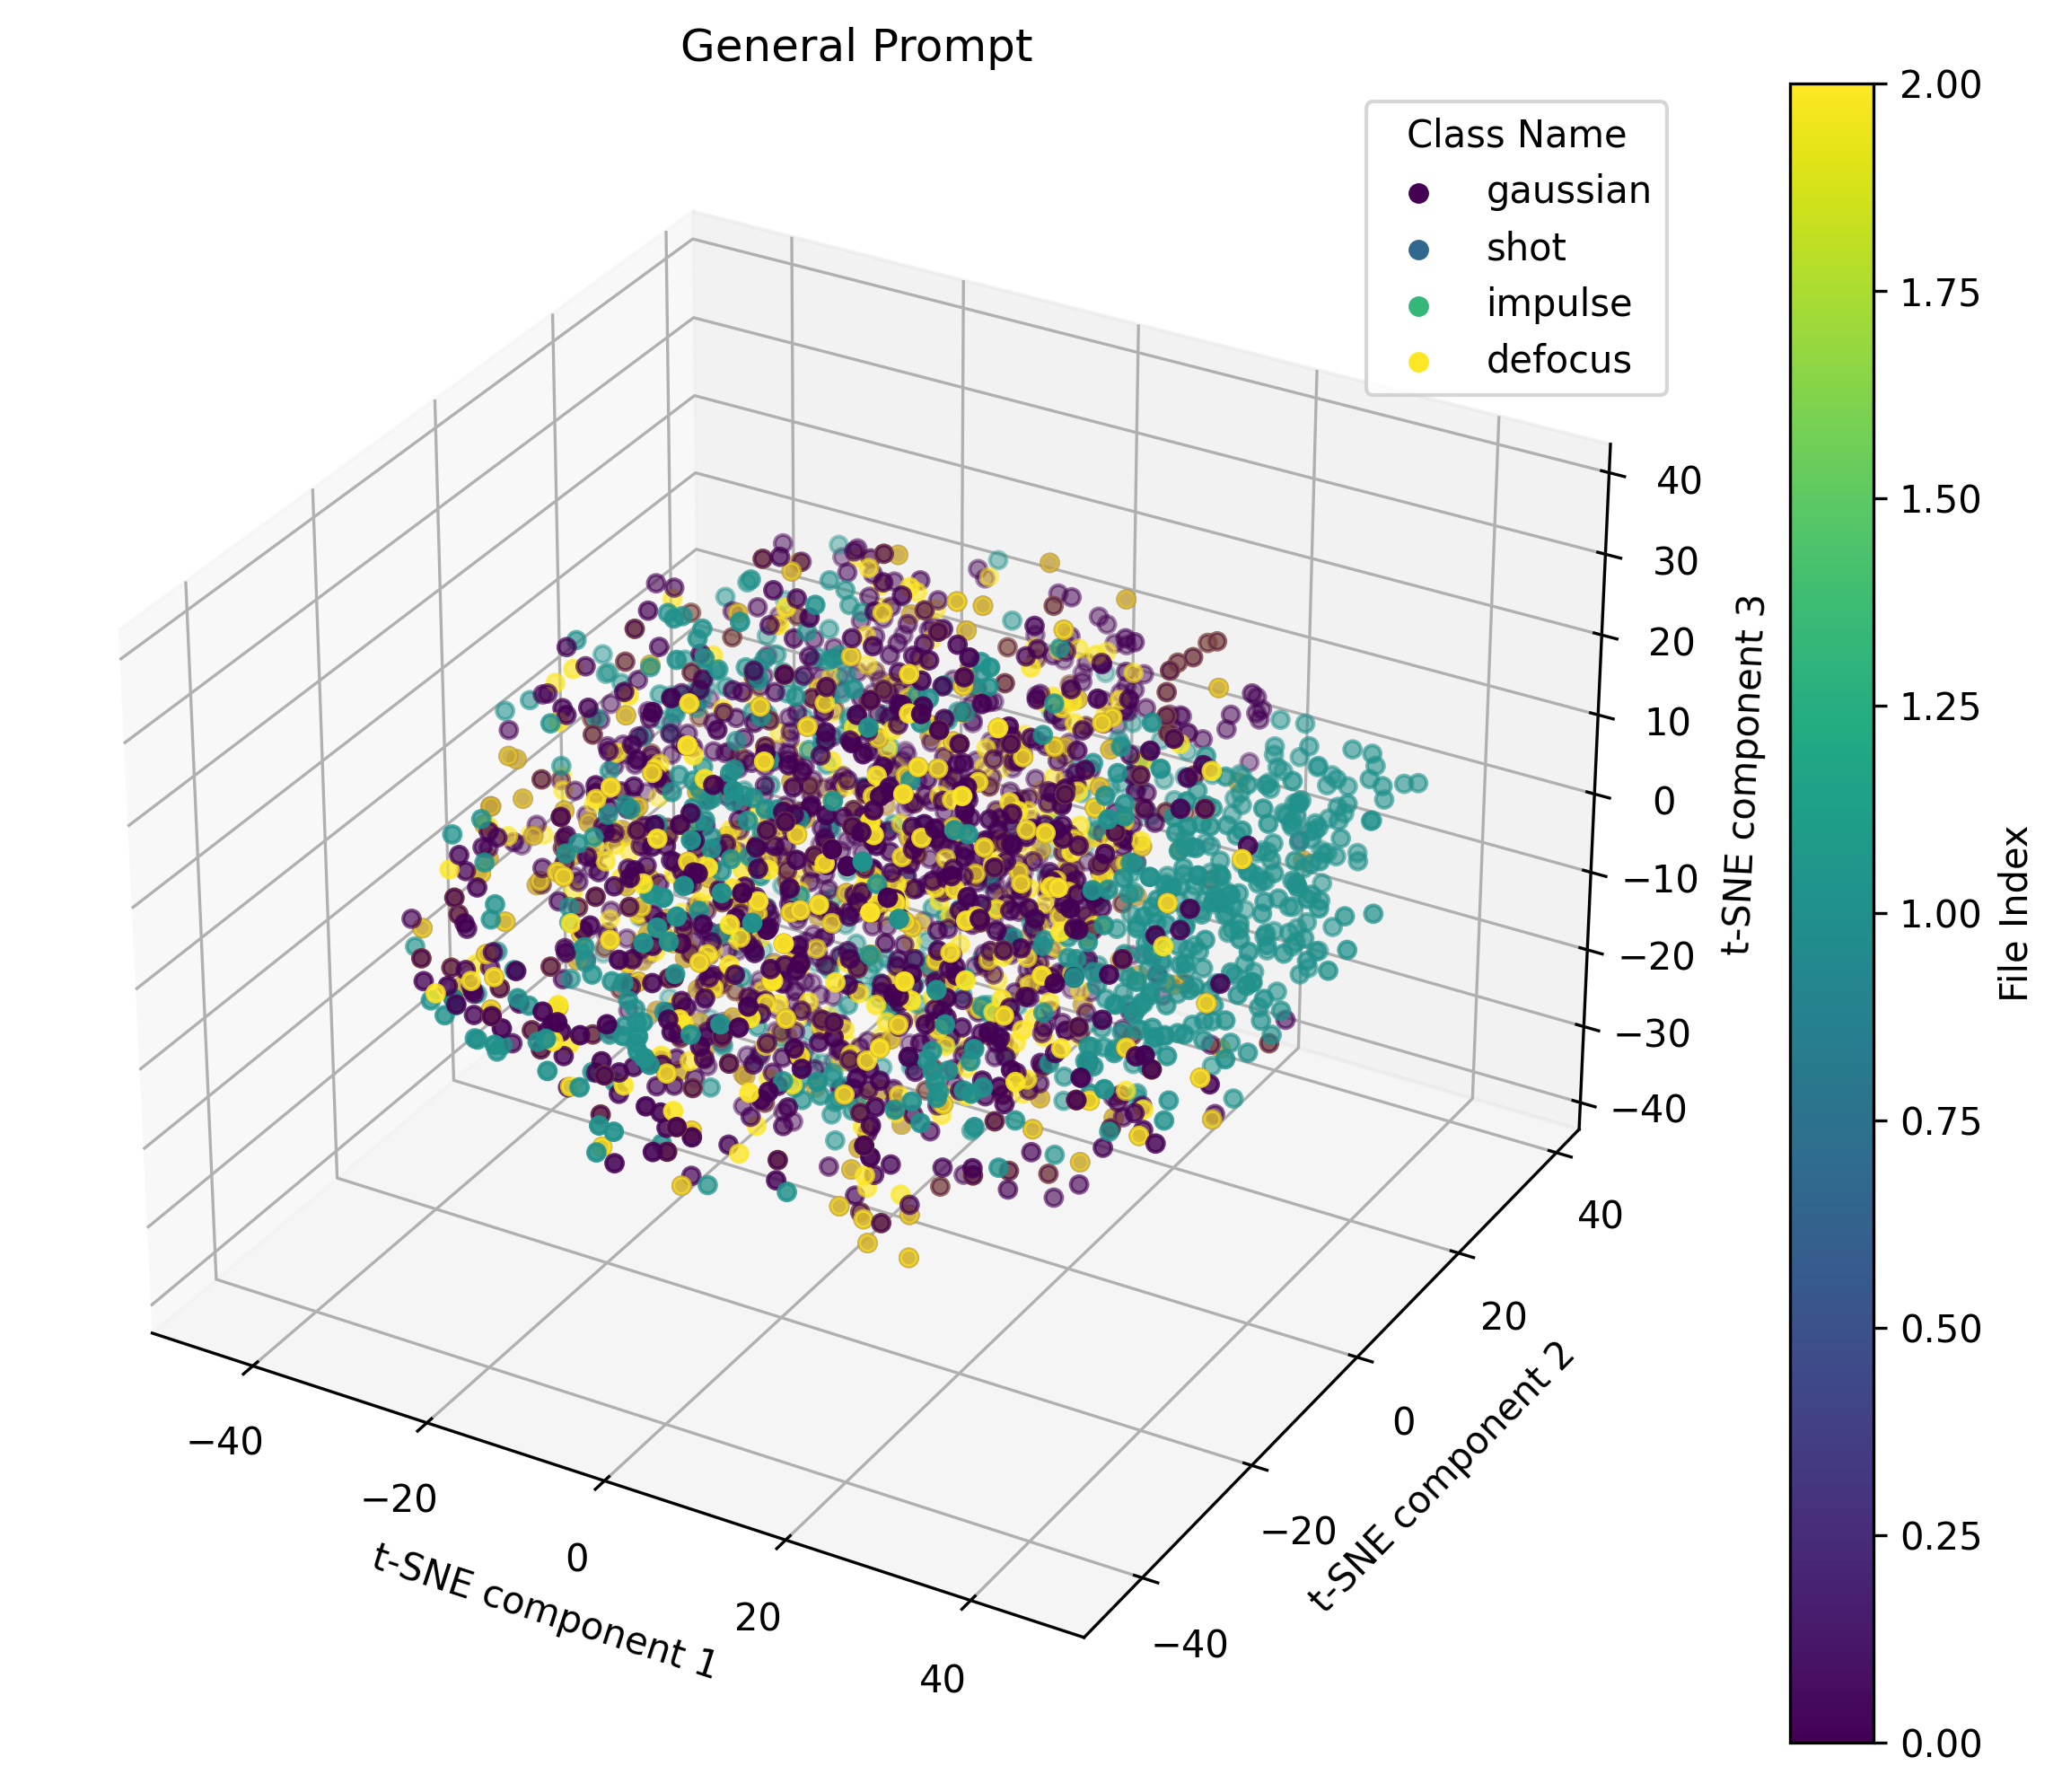 General Prompt
Class Name
gaussian
shot
impulse
defocus
2.00
1.75
1.50
1.25
1.00
0.75
0.50
0.25
0.00
File Index
40
30
20
10
0
−10
−20
−30
−40
t-SNE component 3
40
20
0
−20
−40
t-SNE component 2
−40
−20
0
20
40
t-SNE component 1